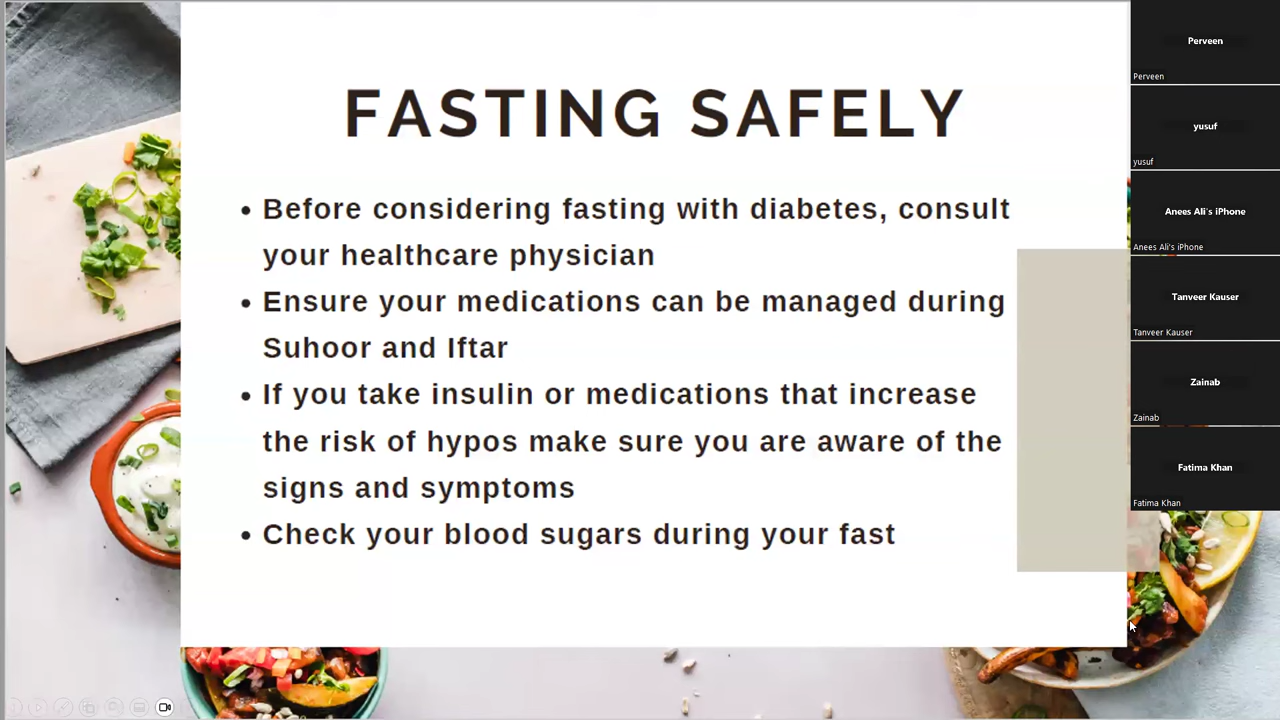 FASTING SAFELY
• Before considering fasting with diabetes, consult
your healthcare physician
• Ensure your medications can be managed during
Suhoor and Iftar
• If you take insulin or medications that increase
the risk of hypos make sure you are aware of the
signs and symptoms
• Check your blood sugars during your fast
Perveen
Perveen
yusuf
yusuf
Anees Ali's iPhone
Anees Ali's iPhone
Tanveer Kauser
Tanveer Kauser
Zainab
Zainab
Fatima Khan
Fatima Khan